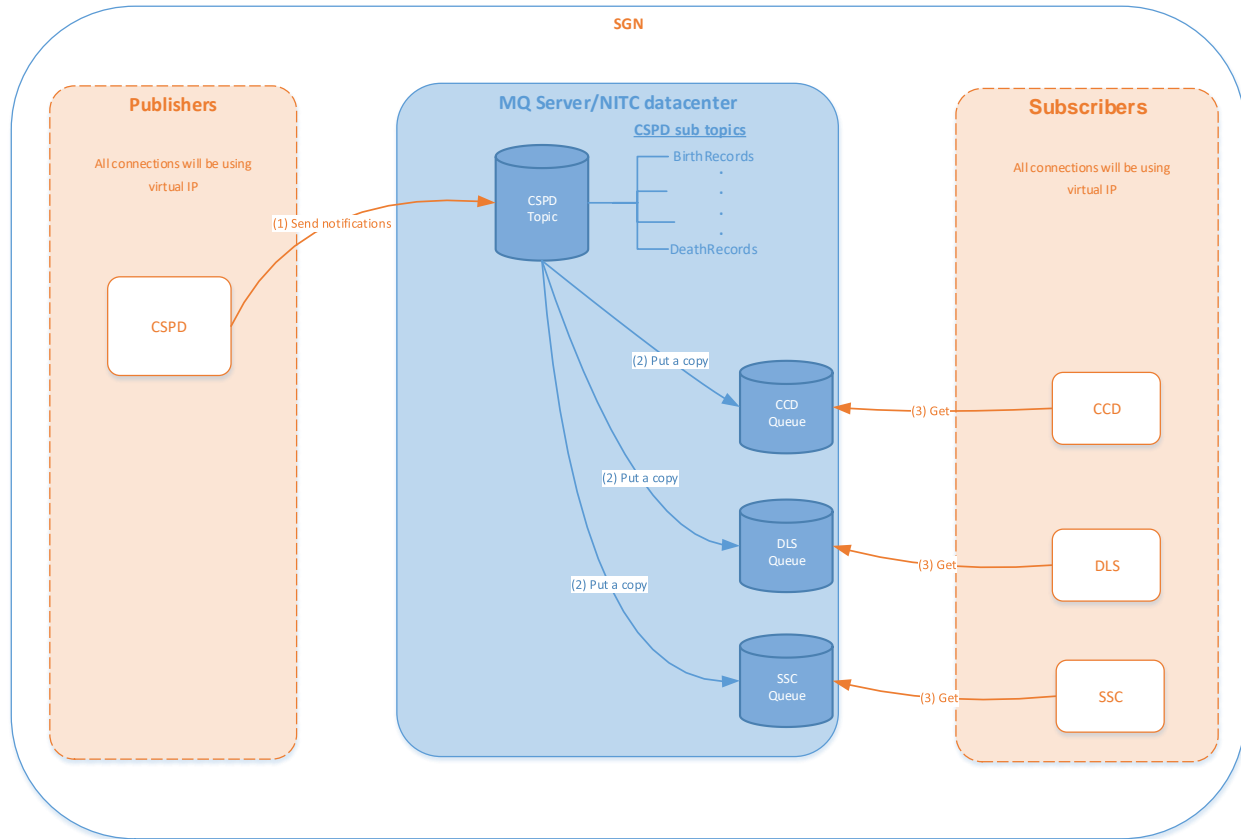 SGN
Publishers
All connections will be using
virtual IP
(1) Send notifications
CSPD
MQ Server/NITC datacenter
CSPD sub topics
BirthRecords
.
.
.
.
DeathRecords
CSPD
Topic
(2) Put a copy
(2) Put a copy
(2) Put a copy
CCD
Queue
DLS
Queue
SSC
Queue
Subscribers
All connections will be using
virtual IP
(3) Get
CCD
(3) Get
DLS
(3) Get
SSC